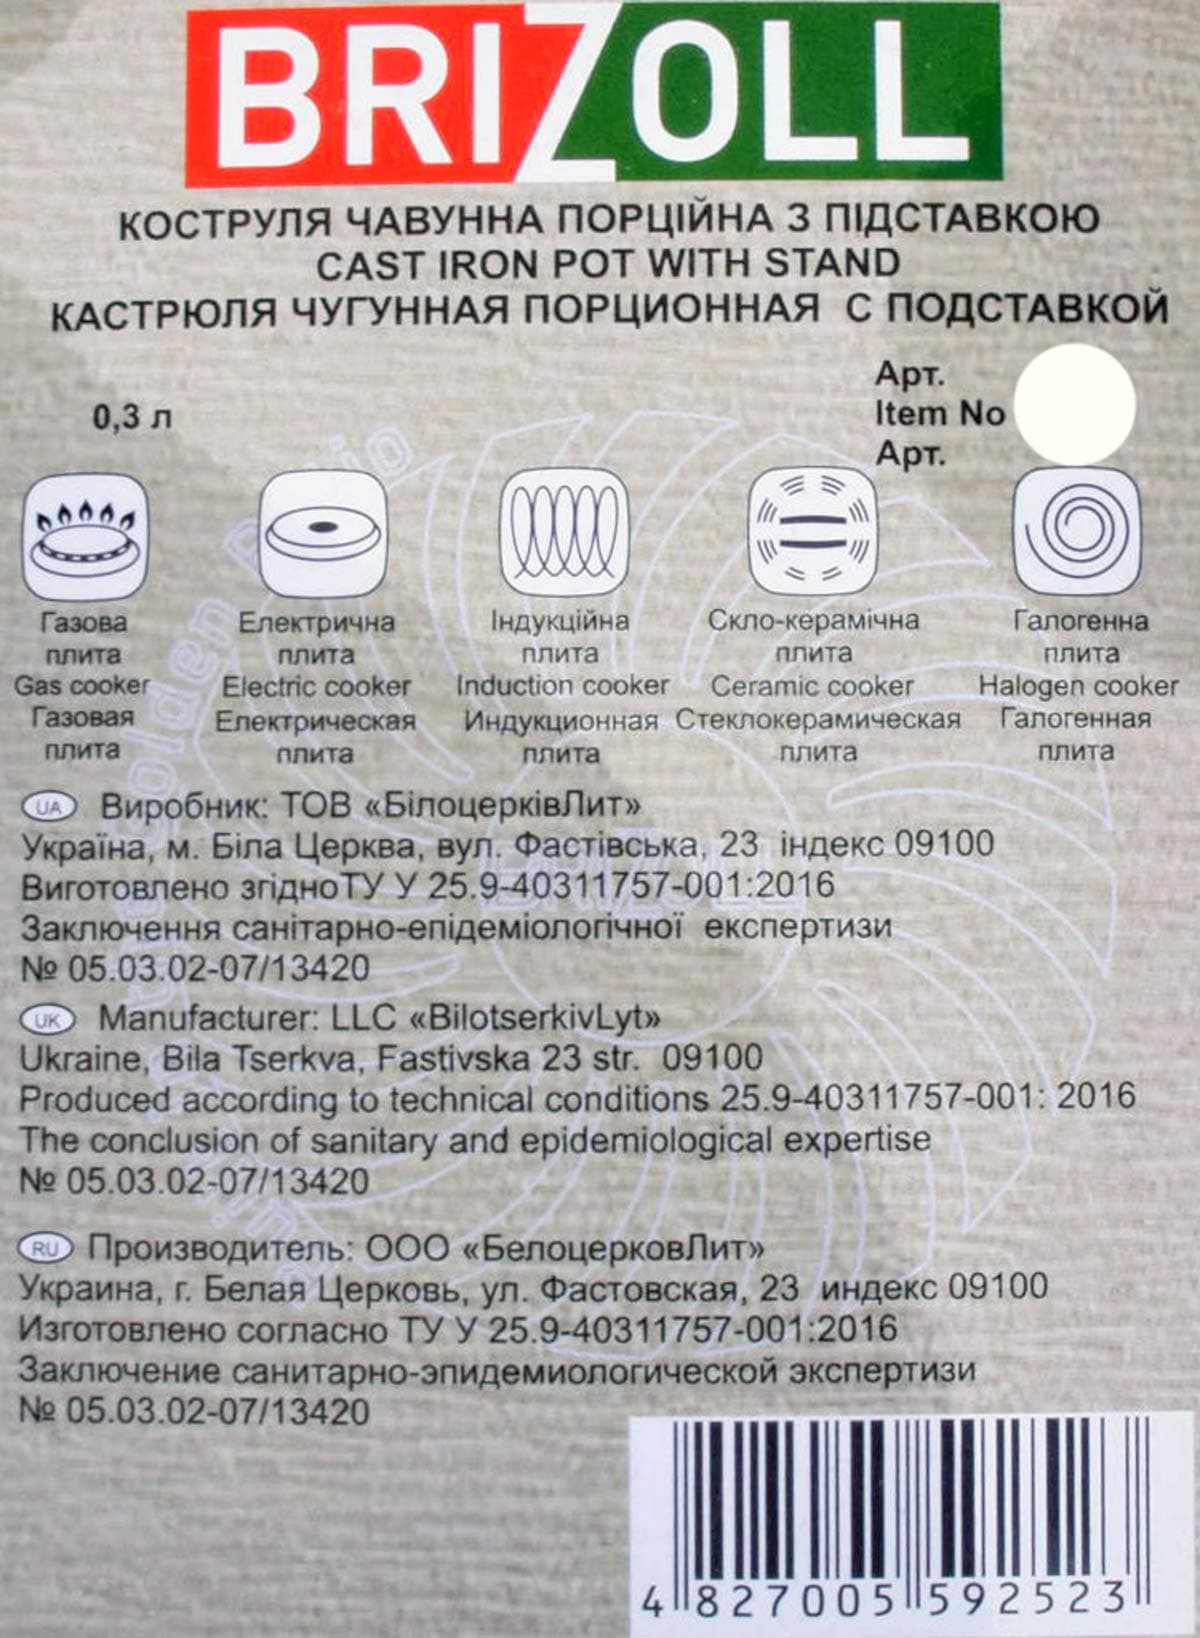 BRIZOLL
КОСТРУЛЯ ЧАВУННА ПОРЦІЙНА З ПІДСТАВКОЮ
CAST IRON POT WITH STAND
КАСТРЮЛЯ ЧУГУННАЯ ПОРЦИОННАЯ С ПОДСТАВКОЙ
0,3 л
Арт.
Item No
Арт.
Газова
плита
Gas cooker
Газовая
плита
Електрична
плита
Electric cooker
Електрическая
плита
Індукційна
плита
Induction cooker
Индукционная
плита
Скло-керамічна
плита
Ceramic cooker
Стеклокерамическая
плита
Галогенна
плита
Halogen cooker
Галогенная
плита
UA Виробник: ТОВ «БілоцерківЛит»
Україна, м. Біла Церква, вул. Фастівська, 23 індекс 09100
Виготовлено згідноТУ У 25.9-40311757-001:2016
Заключення санітарно-епідеміологічної експертизи
№ 05.03.02-07/13420
UK Manufacturer: LLC «BilotserkivLyt»
Ukraine, Bila Tserkva, Fastivska 23 str. 09100
Produced according to technical conditions 25.9-40311757-001: 2016
The conclusion of sanitary and epidemiological expertise
№ 05.03.02-07/13420
RU Производитель: ООО «БелоцерковЛит»
Украина, г. Белая Церковь, ул. Фастовская, 23 индекс 09100
Изготовлено согласно ТУ У 25.9-40311757-001:2016
Заключение санитарно-эпидемиологической экспертизи
№ 05.03.02-07/13420
4 827005 592523